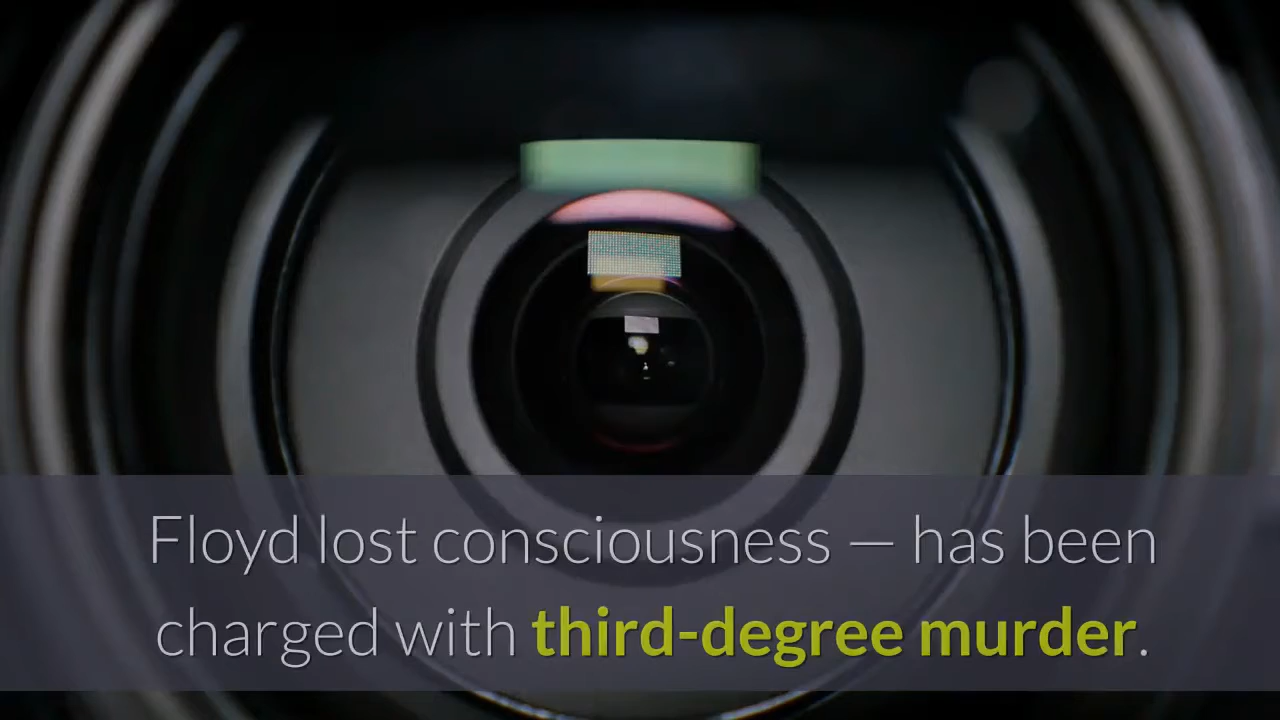 Floyd lost consciousness — has been
charged with third-degree murder.